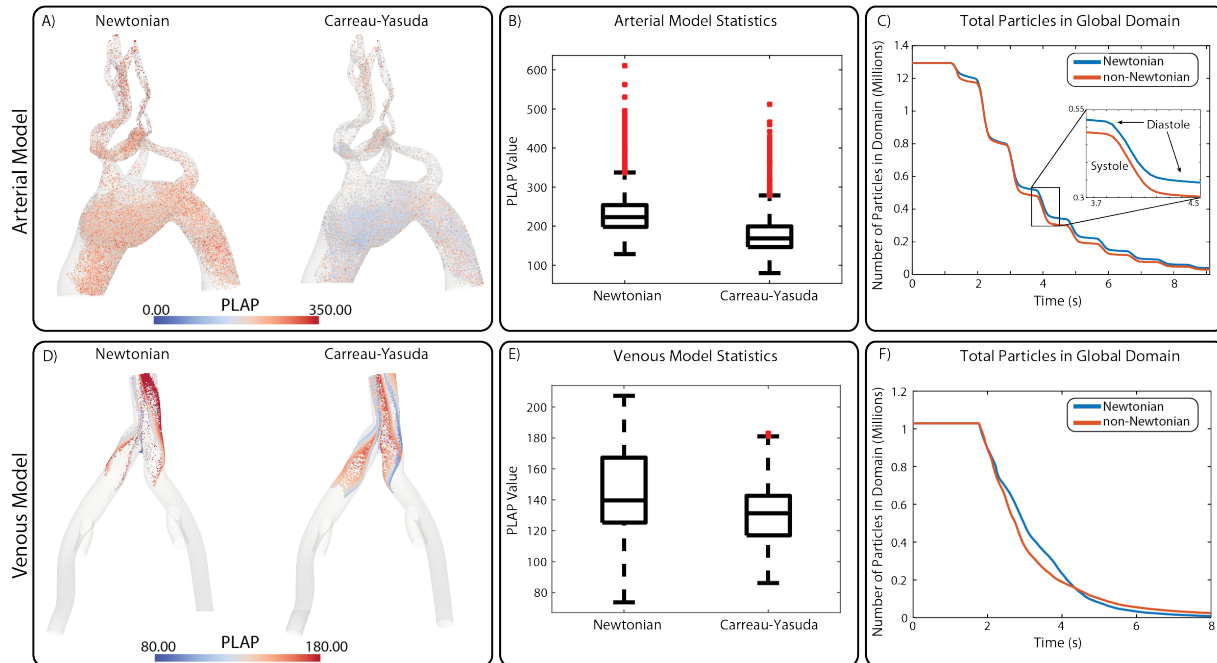 Arterial Model
A)
Newtonian
Carreau-Yasuda
PLAP
0.00
350.00
B)
Arterial Model Statistics
PLAP Value
600
500
400
300
200
100
Newtonian
Carreau-Yasuda
C)
Total Particles in Global Domain
Number of Particles in Domain (Millions)
1.4
1.2
1
0.8
0.6
0.4
0.2
0
Newtonian
non-Newtonian
0.55
Diastole
Systole
0.3
3.7
4.5
0
2
4
6
8
Time (s)
Venous Model
D)
Newtonian
Carreau-Yasuda
PLAP
80.00
180.00
E)
Venous Model Statistics
PLAP Value
200
180
160
140
120
100
80
Newtonian
Carreau-Yasuda
F)
Total Particles in Global Domain
Number of Particles in Domain (Millions)
1.2
1
0.8
0.6
0.4
0.2
0
Newtonian
non-Newtonian
0
2
4
6
8
Time (s)